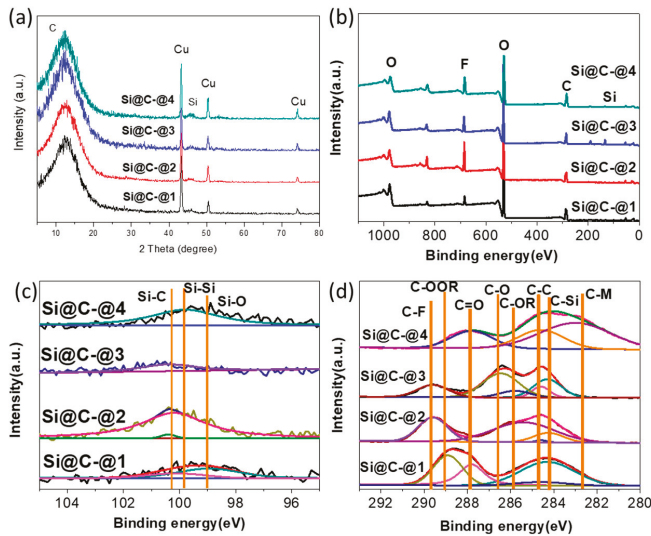 (a)
C
Cu
Si
Cu
Cu
Si@C-@4
Si@C-@3
Si@C-@2
Si@C-@1
Intensity (a.u.)
10 20 30 40 50 60 70 80
2 Theta (degree)
(b)
O
F
O
C
Si
Si@C-@4
Si@C-@3
Si@C-@2
Si@C-@1
Intensity (a.u.)
1000 800 600 400 200 0
Binding energy(eV)
(c)
Si-C
Si-Si
Si-O
Si@C-@4
Si@C-@3
Si@C-@2
Si@C-@1
Intensity(a.u.)
104 102 100 98 96
Binding energy(eV)
(d)
C-F
C-OOR
C=O
C-O
C-OR
C-C
C-Si
C-M
Si@C-@4
Si@C-@3
Si@C-@2
Si@C-@1
Intensity(a.u.)
292 290 288 286 284 282 280
Binding energy(eV)